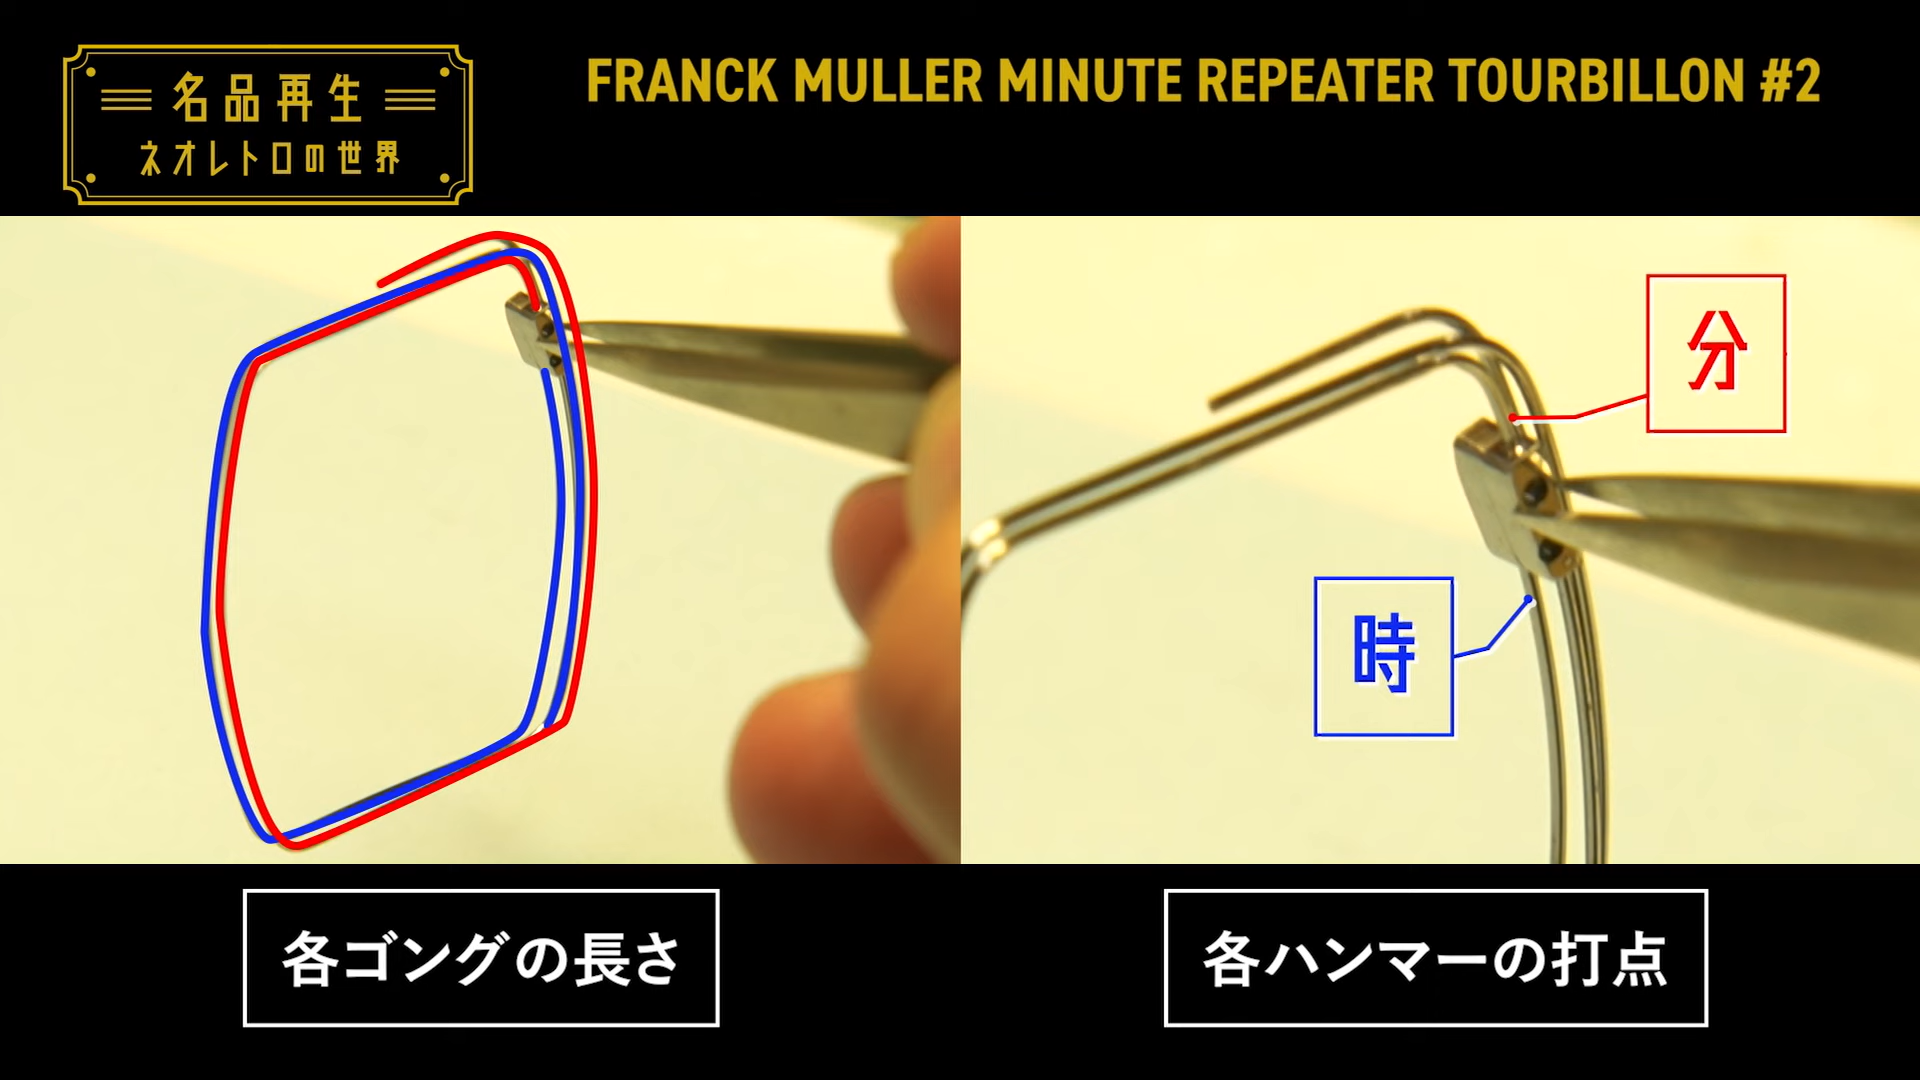 名品再生
ネオレトロの世界
FRANCK MULLER MINUTE REPEATER TOURBILLON #2
分
時
各ゴングの長さ
各ハンマーの打点